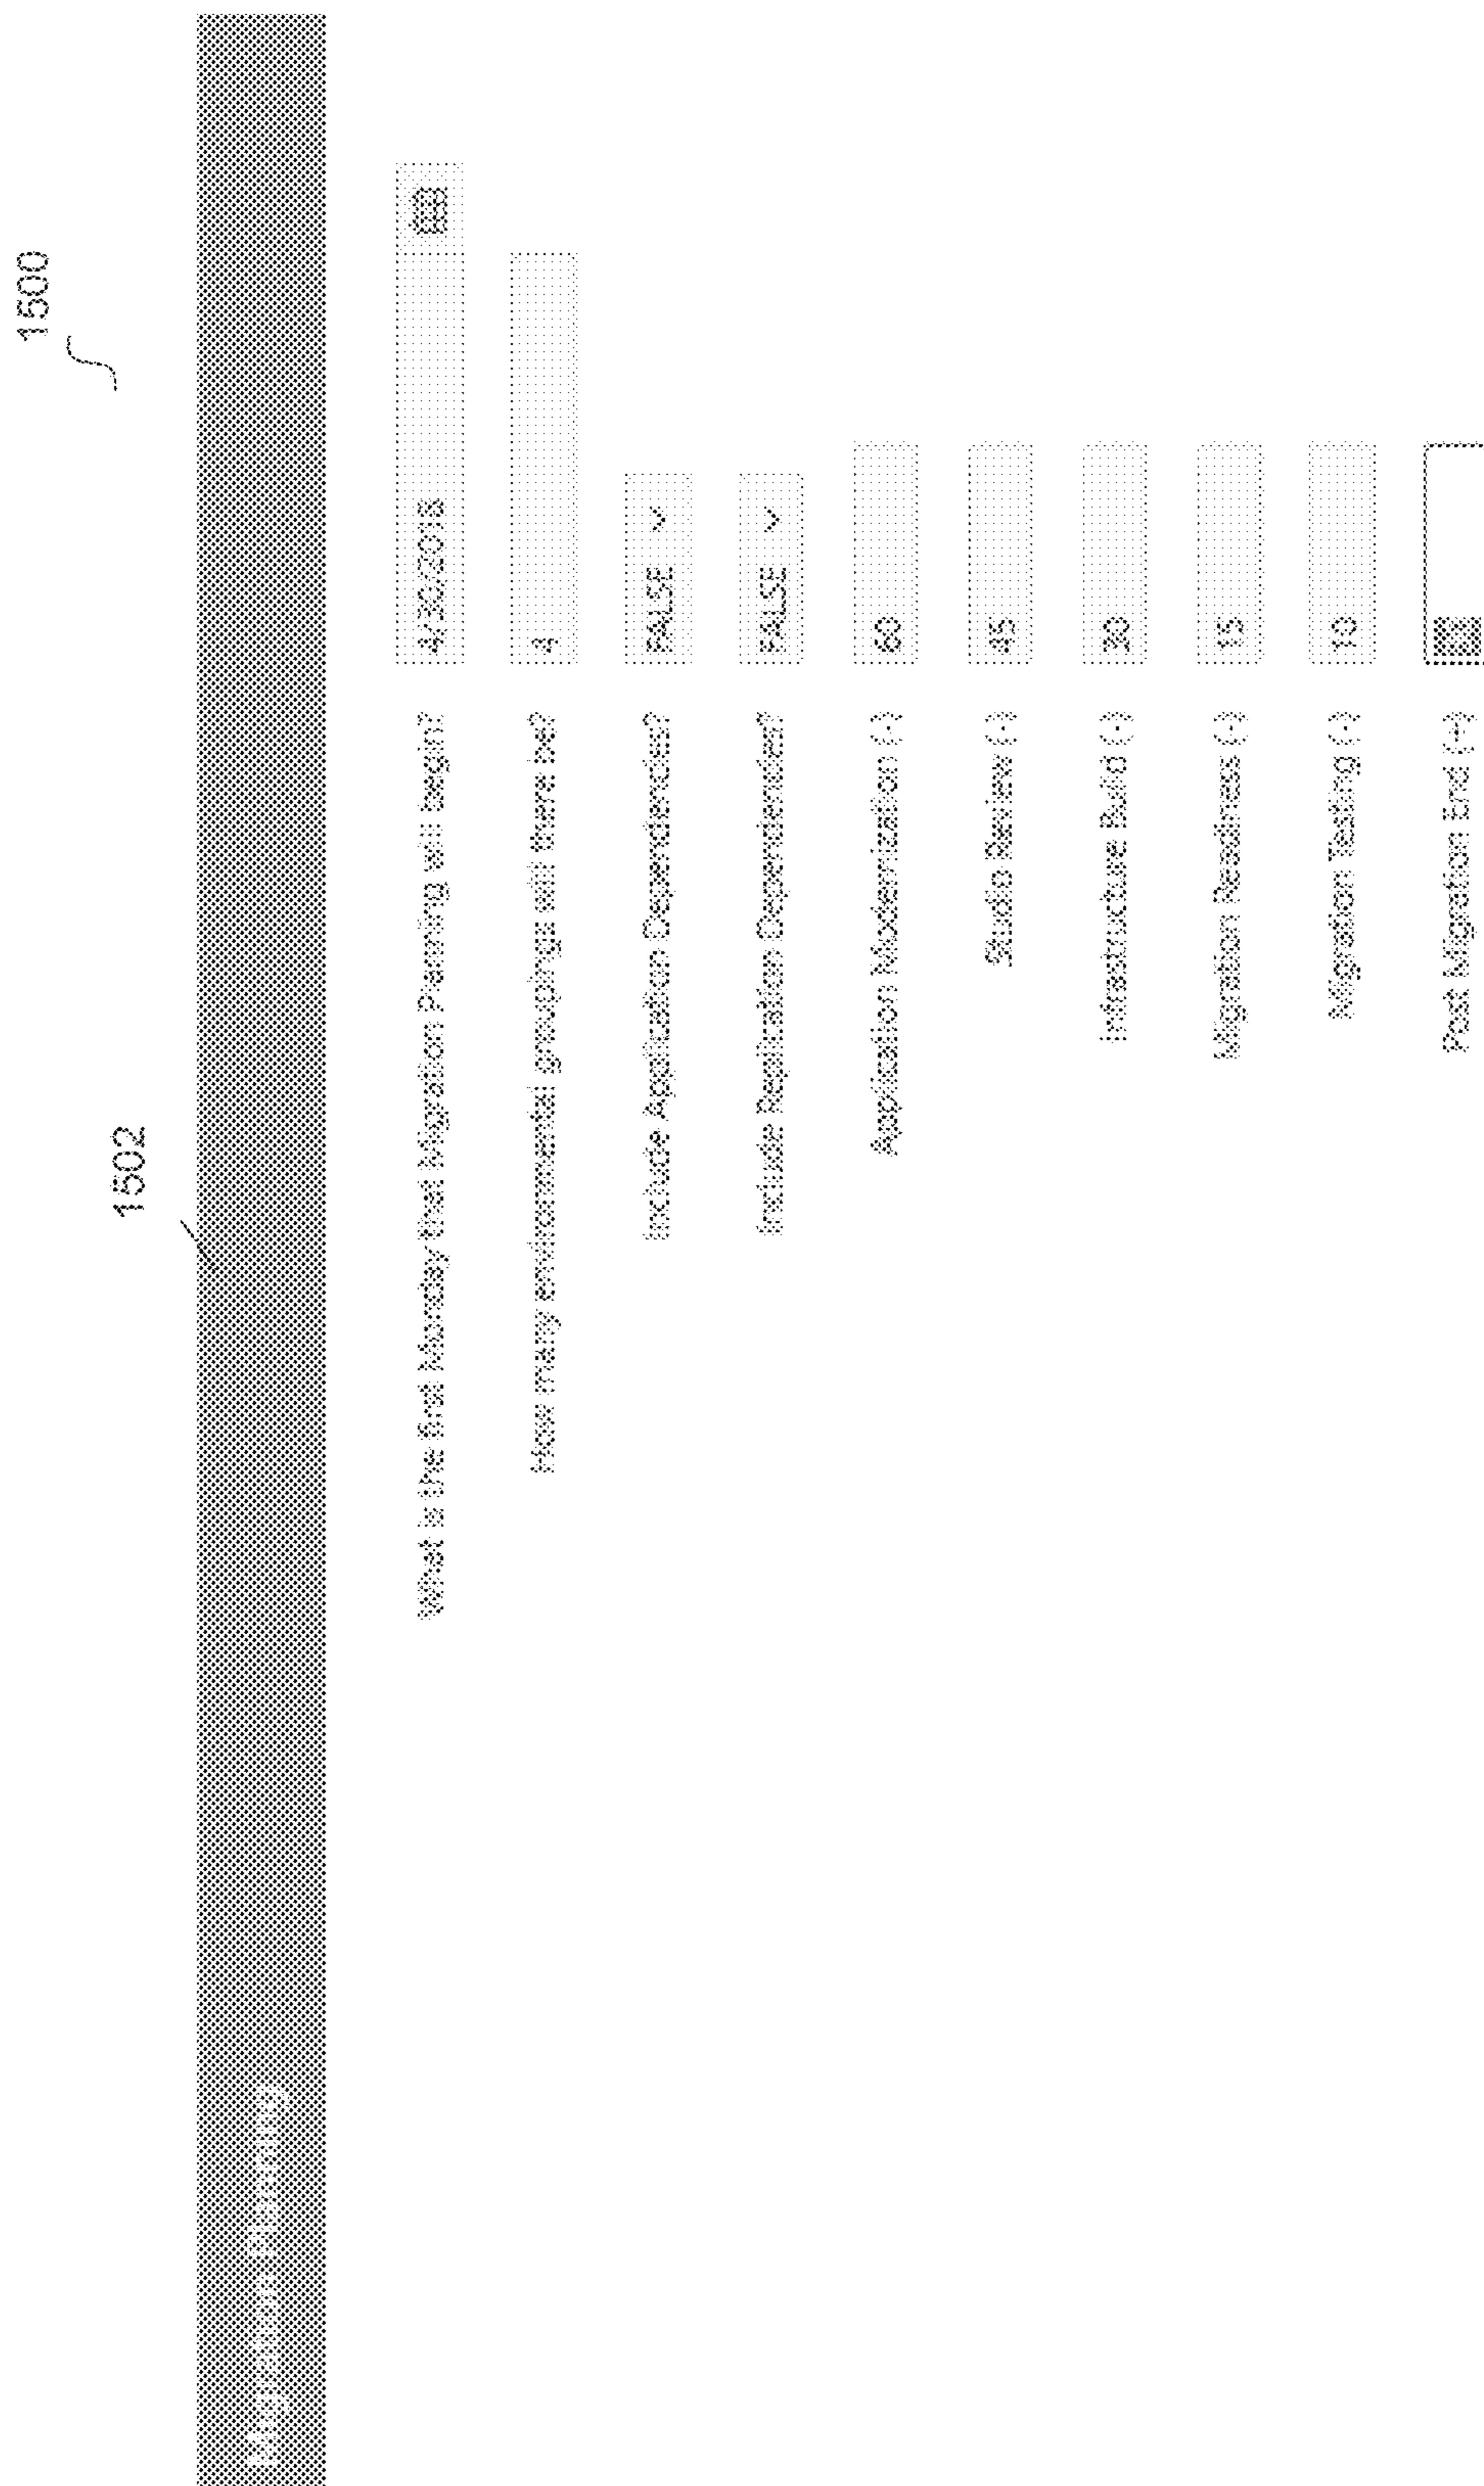 1500
1502
Migration Planning
What is the first Monday that Migration Planning will begin? 4/30/2018
How many environmental groupings will there be? 4
Include Application Dependencies? FALSE
Include Replication Dependencies? FALSE
Application Modernization (-) 60
Studio Review (-) 45
Infrastructure Build (-) 30
Migration Readiness (-) 15
Migration Testing (-) 10
Post Migration End (+)